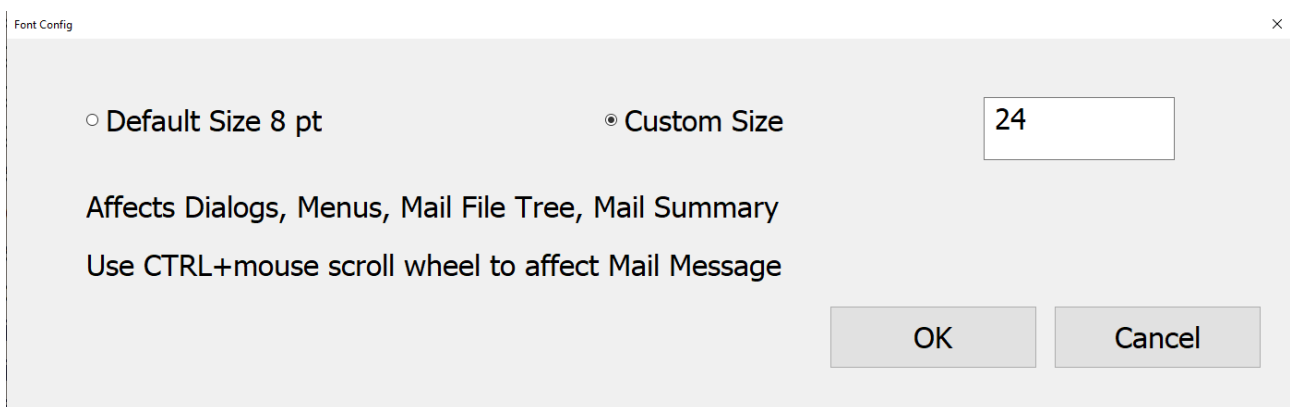 Font Config
Default Size 8 pt
Custom Size
24
Affects Dialogs, Menus, Mail File Tree, Mail Summary
Use CTRL+mouse scroll wheel to affect Mail Message
OK
Cancel